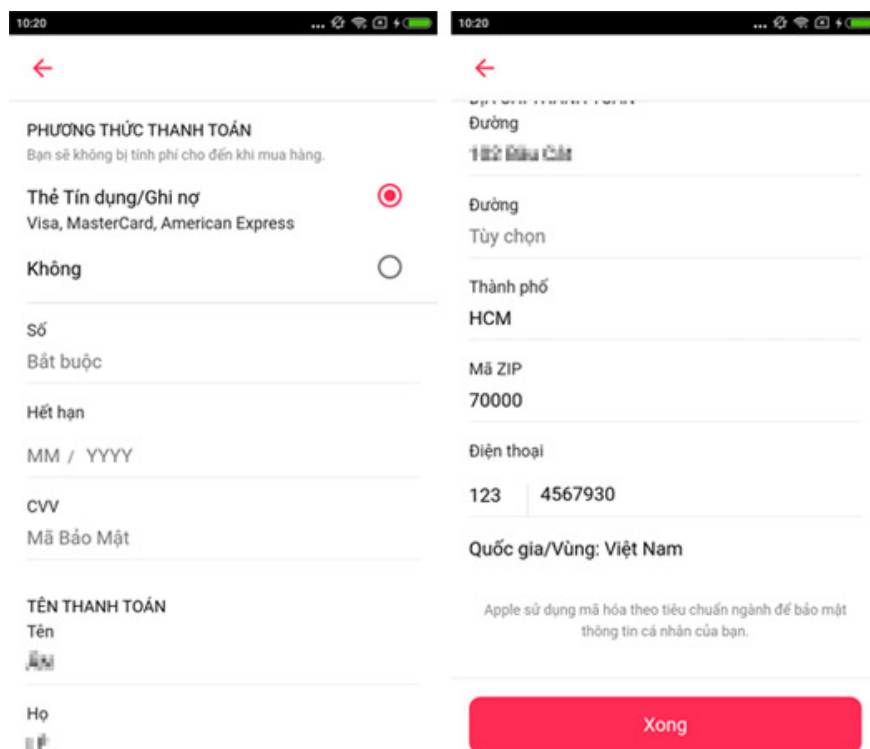 10:20
PHƯƠNG THỨC THANH TOÁN
Bạn sẽ không bị tính phí cho đến khi mua hàng.
Thẻ Tín dụng/Ghi nợ
Visa, MasterCard, American Express
Không
Số
Bắt buộc
Hết hạn
MM / YYYY
CVV
Mã Bảo Mật
TÊN THANH TOÁN
Tên
Họ
10:20
Đường
Đường
Tùy chọn
Thành phố
HCM
Mã ZIP
70000
Điện thoại
123 4567930
Quốc gia/Vùng: Việt Nam
Apple sử dụng mã hóa theo tiêu chuẩn ngành để bảo mật
thông tin cá nhân của bạn.
Xong